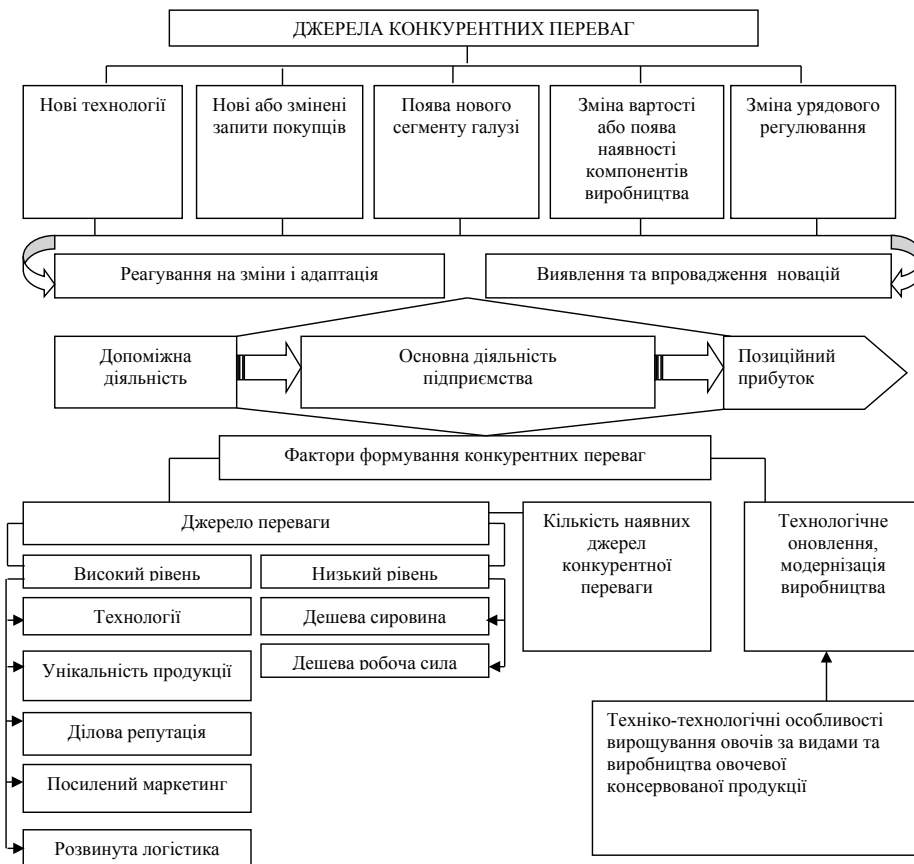 ДЖЕРЕЛА КОНКУРЕНТНИХ ПЕРЕВАГ
Нові технології
Нові або змінені
запити покупців
Поява нового
сегменту галузі
Зміна вартості
або поява
наявності
компонентів
виробництва
Зміна урядового
регулювання
Реагування на зміни і адаптація
Виявлення та впровадження новацій
Допоміжна
діяльність
Основна діяльність
підприємства
Позиційний
прибуток
Фактори формування конкурентних переваг
Джерело переваги
Кількість наявних
джерел
конкурентної
переваги
Технологічне
оновлення,
модернізація
виробництва
Високий рівень
Низький рівень
Технології
Дешева сировина
Унікальність продукції
Дешева робоча сила
Ділова репутація
Посилений маркетинг
Розвинута логістика
Техніко-технологічні особливості
вирощування овочів за видами та
виробництва овочевої
консервованої продукції